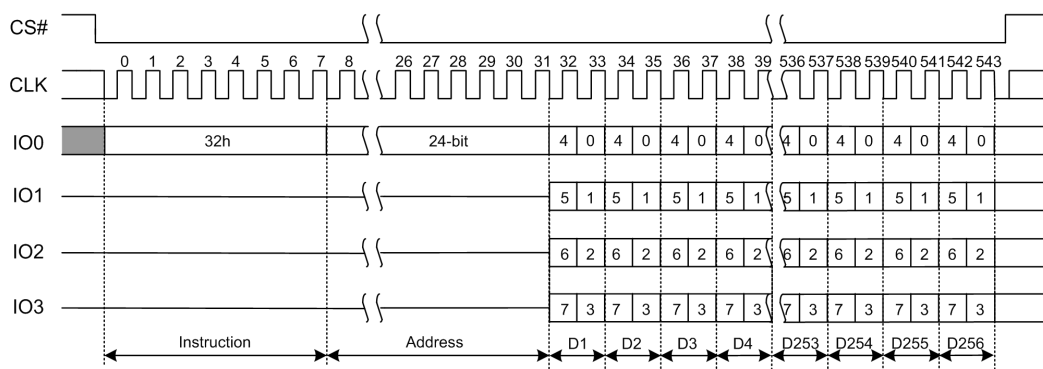 CS#
0 1 2 3 4 5 6 7 8 26 27 28 29 30 31 32 33 34 35 36 37 38 39 536 537 538 539 540 541 542 543
CLK
IO0 32h 24-bit 4 0 4 0 4 0 4 0 4 0 4 0 4 0 4 0
IO1 5 1 5 1 5 1 5 1 5 1 5 1 5 1 5 1
IO2 6 2 6 2 6 2 6 2 6 2 6 2 6 2 6 2
IO3 7 3 7 3 7 3 7 3 7 3 7 3 7 3 7 3
Instruction Address D1 D2 D3 D4 D253 D254 D255 D256